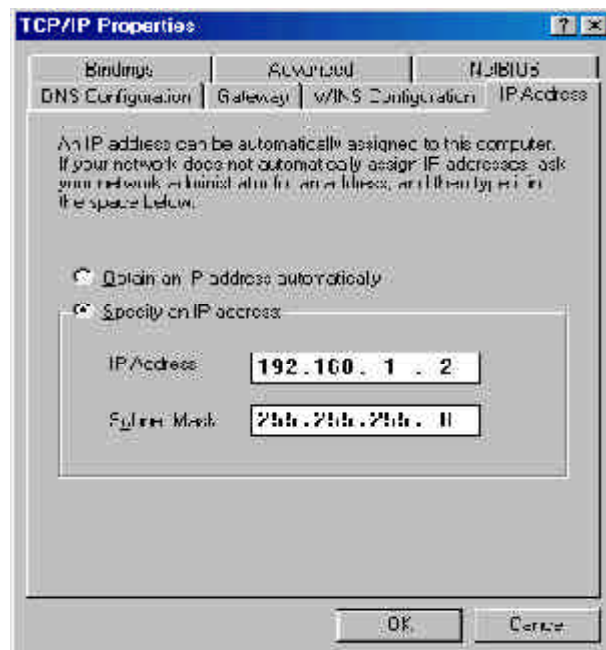 TCP/IP Properties
Bindings Advanced NetBIOS
DNS Configuration Gateway WINS Configuration IP Address
An IP address can be automatically assigned to this computer.
If your network does not automatically assign IP addresses, ask
your network administrator for an address, and then type it in
the space below.
Obtain an IP address automatically
Specify an IP address:
IP Address
192.168. 1 . 2
Subnet Mask
255.255.255. 0
OK Cancel